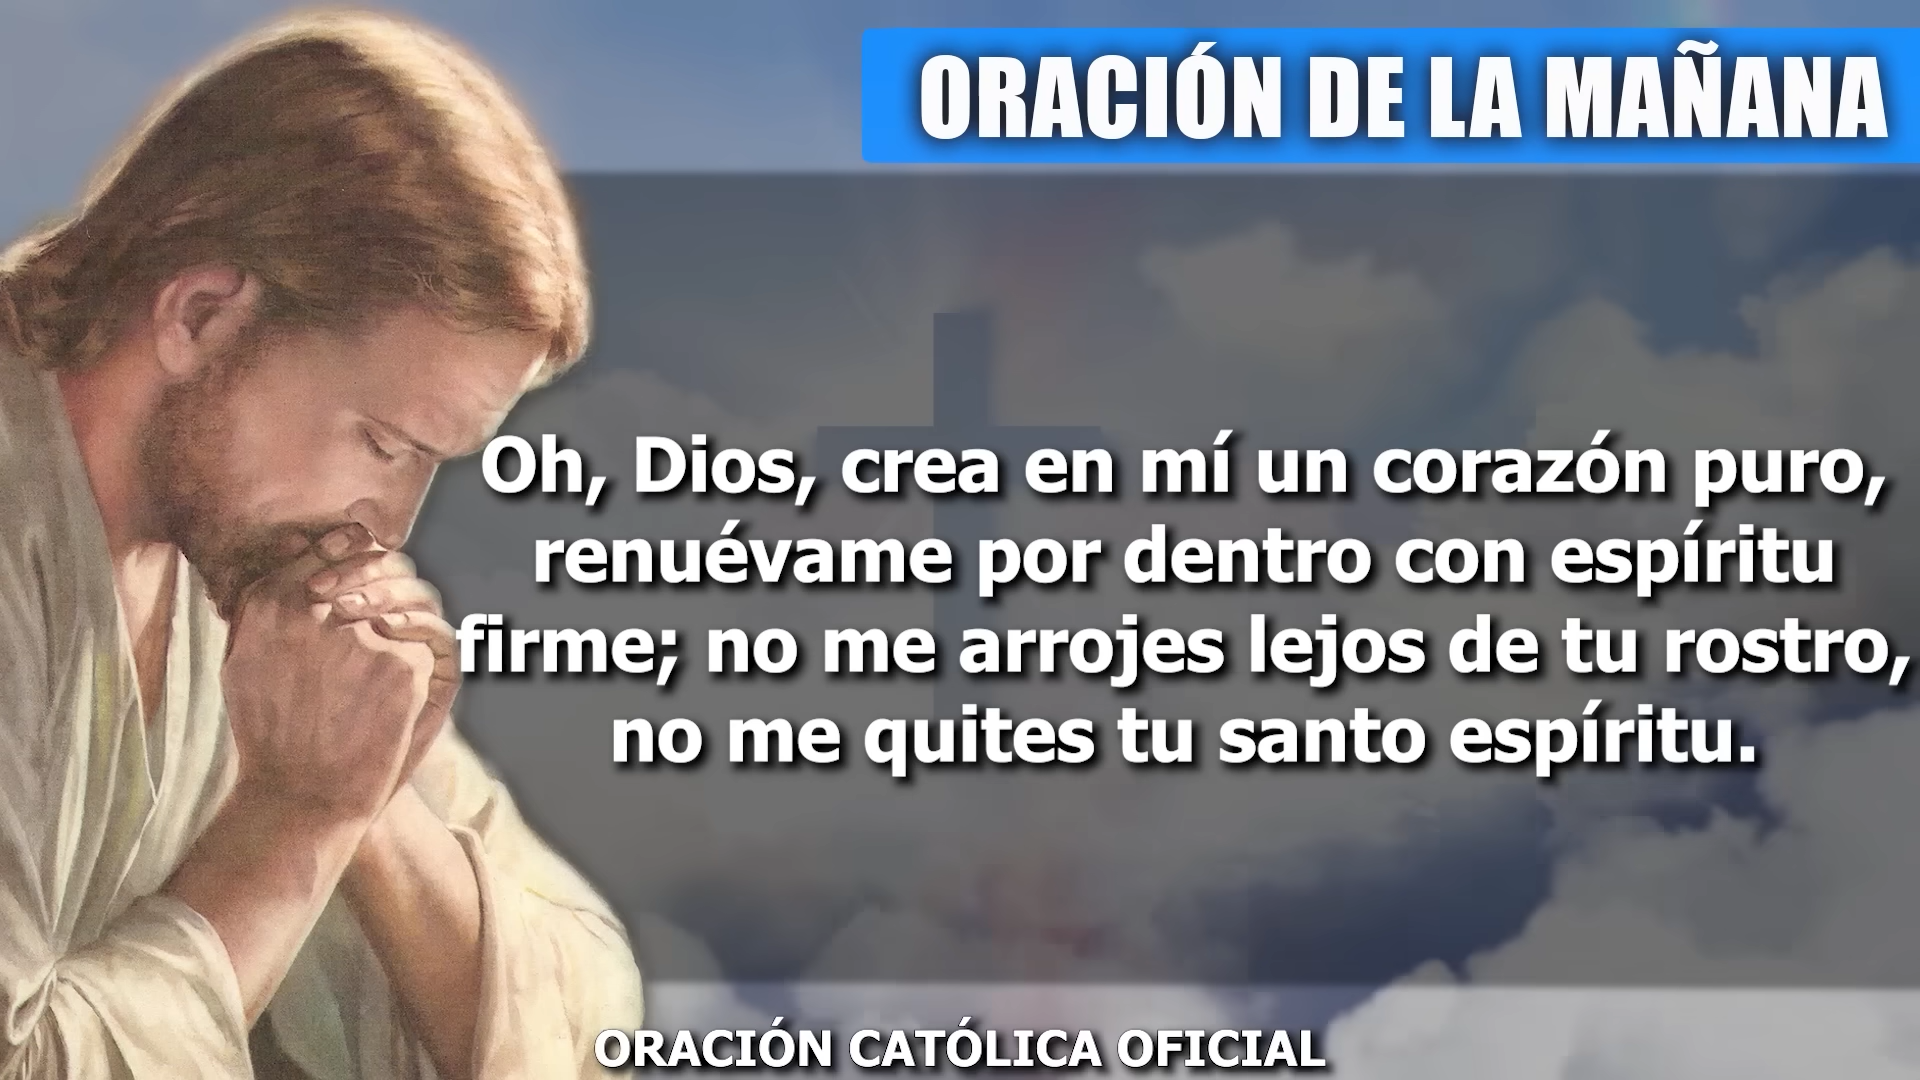 ORACIÓN DE LA MAÑANA
Oh, Dios, crea en mí un corazón puro,
renuévame por dentro con espíritu
firme; no me arrojes lejos de tu rostro,
no me quites tu santo espíritu.
ORACIÓN CATÓLICA OFICIAL